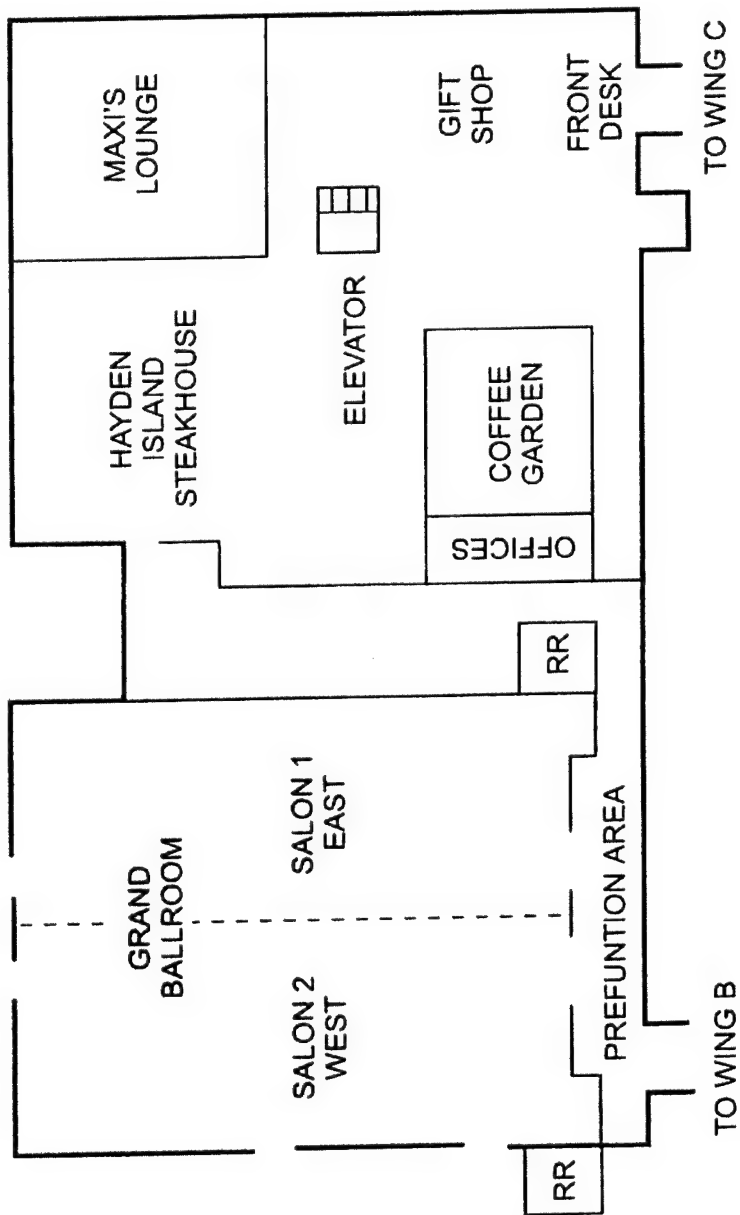 GRAND
BALLROOM
HAYDEN
ISLAND
STEAKHOUSE
MAXI'S
LOUNGE
SALON 2
WEST
SALON 1
EAST
ELEVATOR
GIFT
SHOP
OFFICES
COFFEE
GARDEN
RR
RR
FRONT
DESK
PREFUNTION AREA
TO WING B
TO WING C